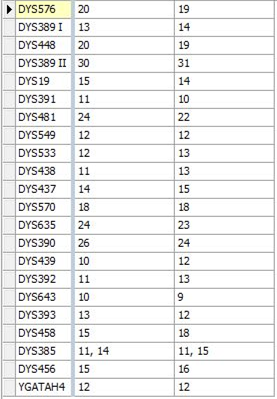 DYS576 20 19
DYS389 I 13 14
DYS448 20 19
DYS389 II 30 31
DYS19 15 14
DYS391 11 10
DYS481 24 22
DYS549 12 12
DYS533 12 13
DYS438 11 13
DYS437 14 15
DYS570 18 18
DYS635 24 23
DYS390 26 24
DYS439 10 12
DYS392 11 13
DYS643 10 9
DYS393 13 12
DYS458 15 18
DYS385 11, 14 11, 15
DYS456 15 16
YGATAH4 12 12